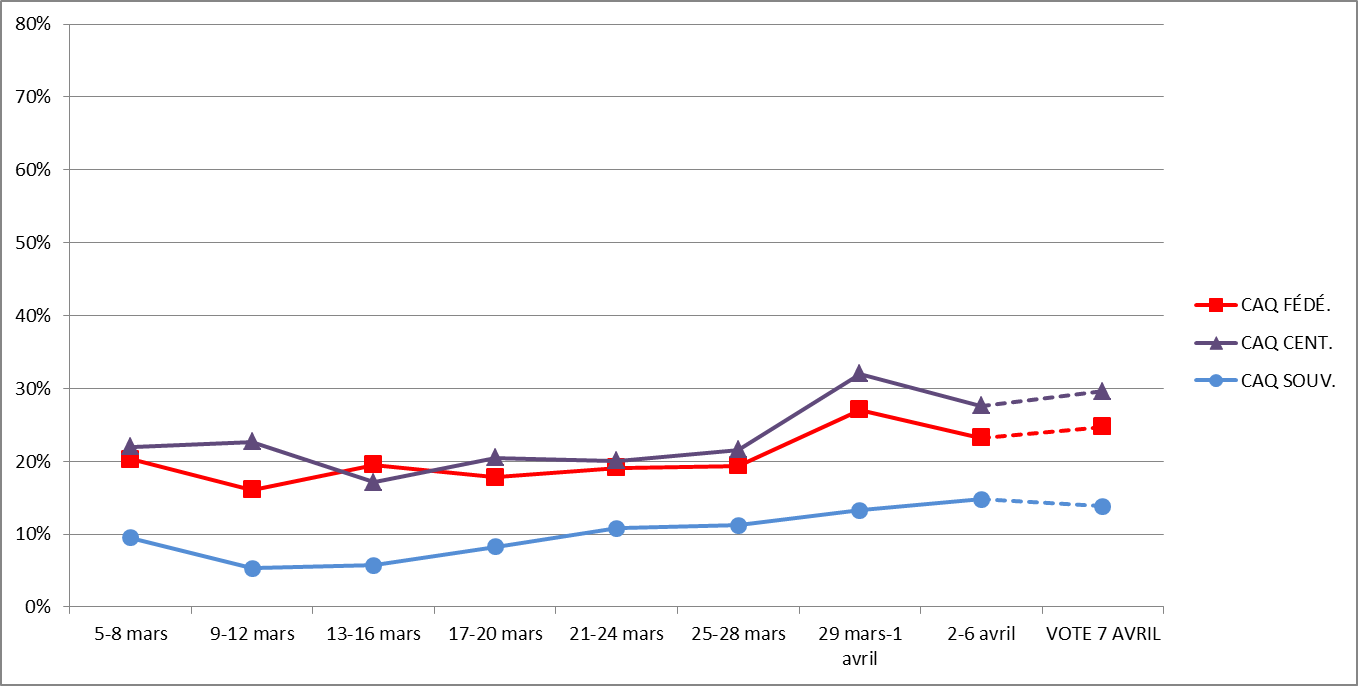 80%
70%
60%
50%
40%
30%
20%
10%
0%
5-8 mars
9-12 mars
13-16 mars
17-20 mars
21-24 mars
25-28 mars
29 mars-1
avril
2-6 avril
VOTE 7 AVRIL
CAQ FÉDÉ.
CAQ CENT.
CAQ SOUV.